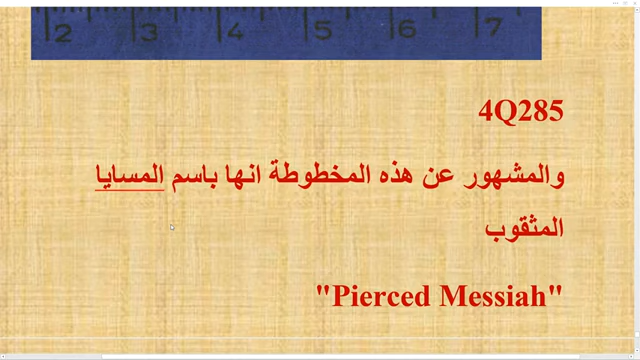 2 3 4 5 6 7
4Q285
والمشهور عن هذه المخطوطة انها باسم المسايا
المثقوب
"Pierced Messiah"